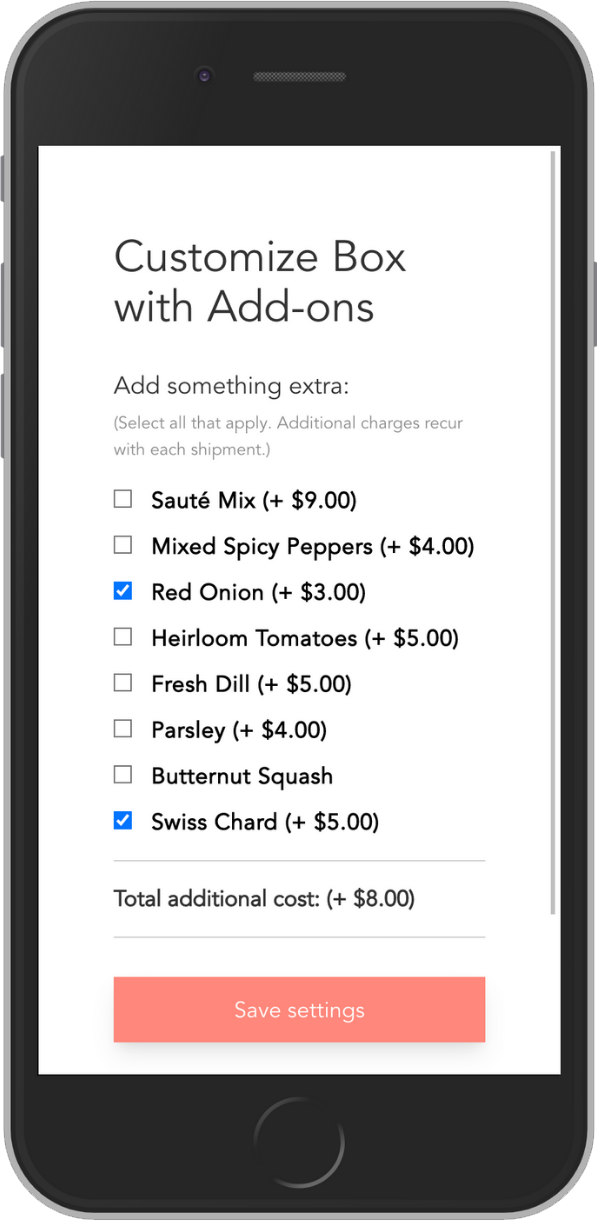 Customize Box
with Add-ons
Add something extra:
(Select all that apply. Additional charges recur
with each shipment.)
Sauté Mix (+ $9.00)
Mixed Spicy Peppers (+ $4.00)
Red Onion (+ $3.00)
Heirloom Tomatoes (+ $5.00)
Fresh Dill (+ $5.00)
Parsley (+ $4.00)
Butternut Squash
Swiss Chard (+ $5.00)
Total additional cost: (+ $8.00)
Save settings